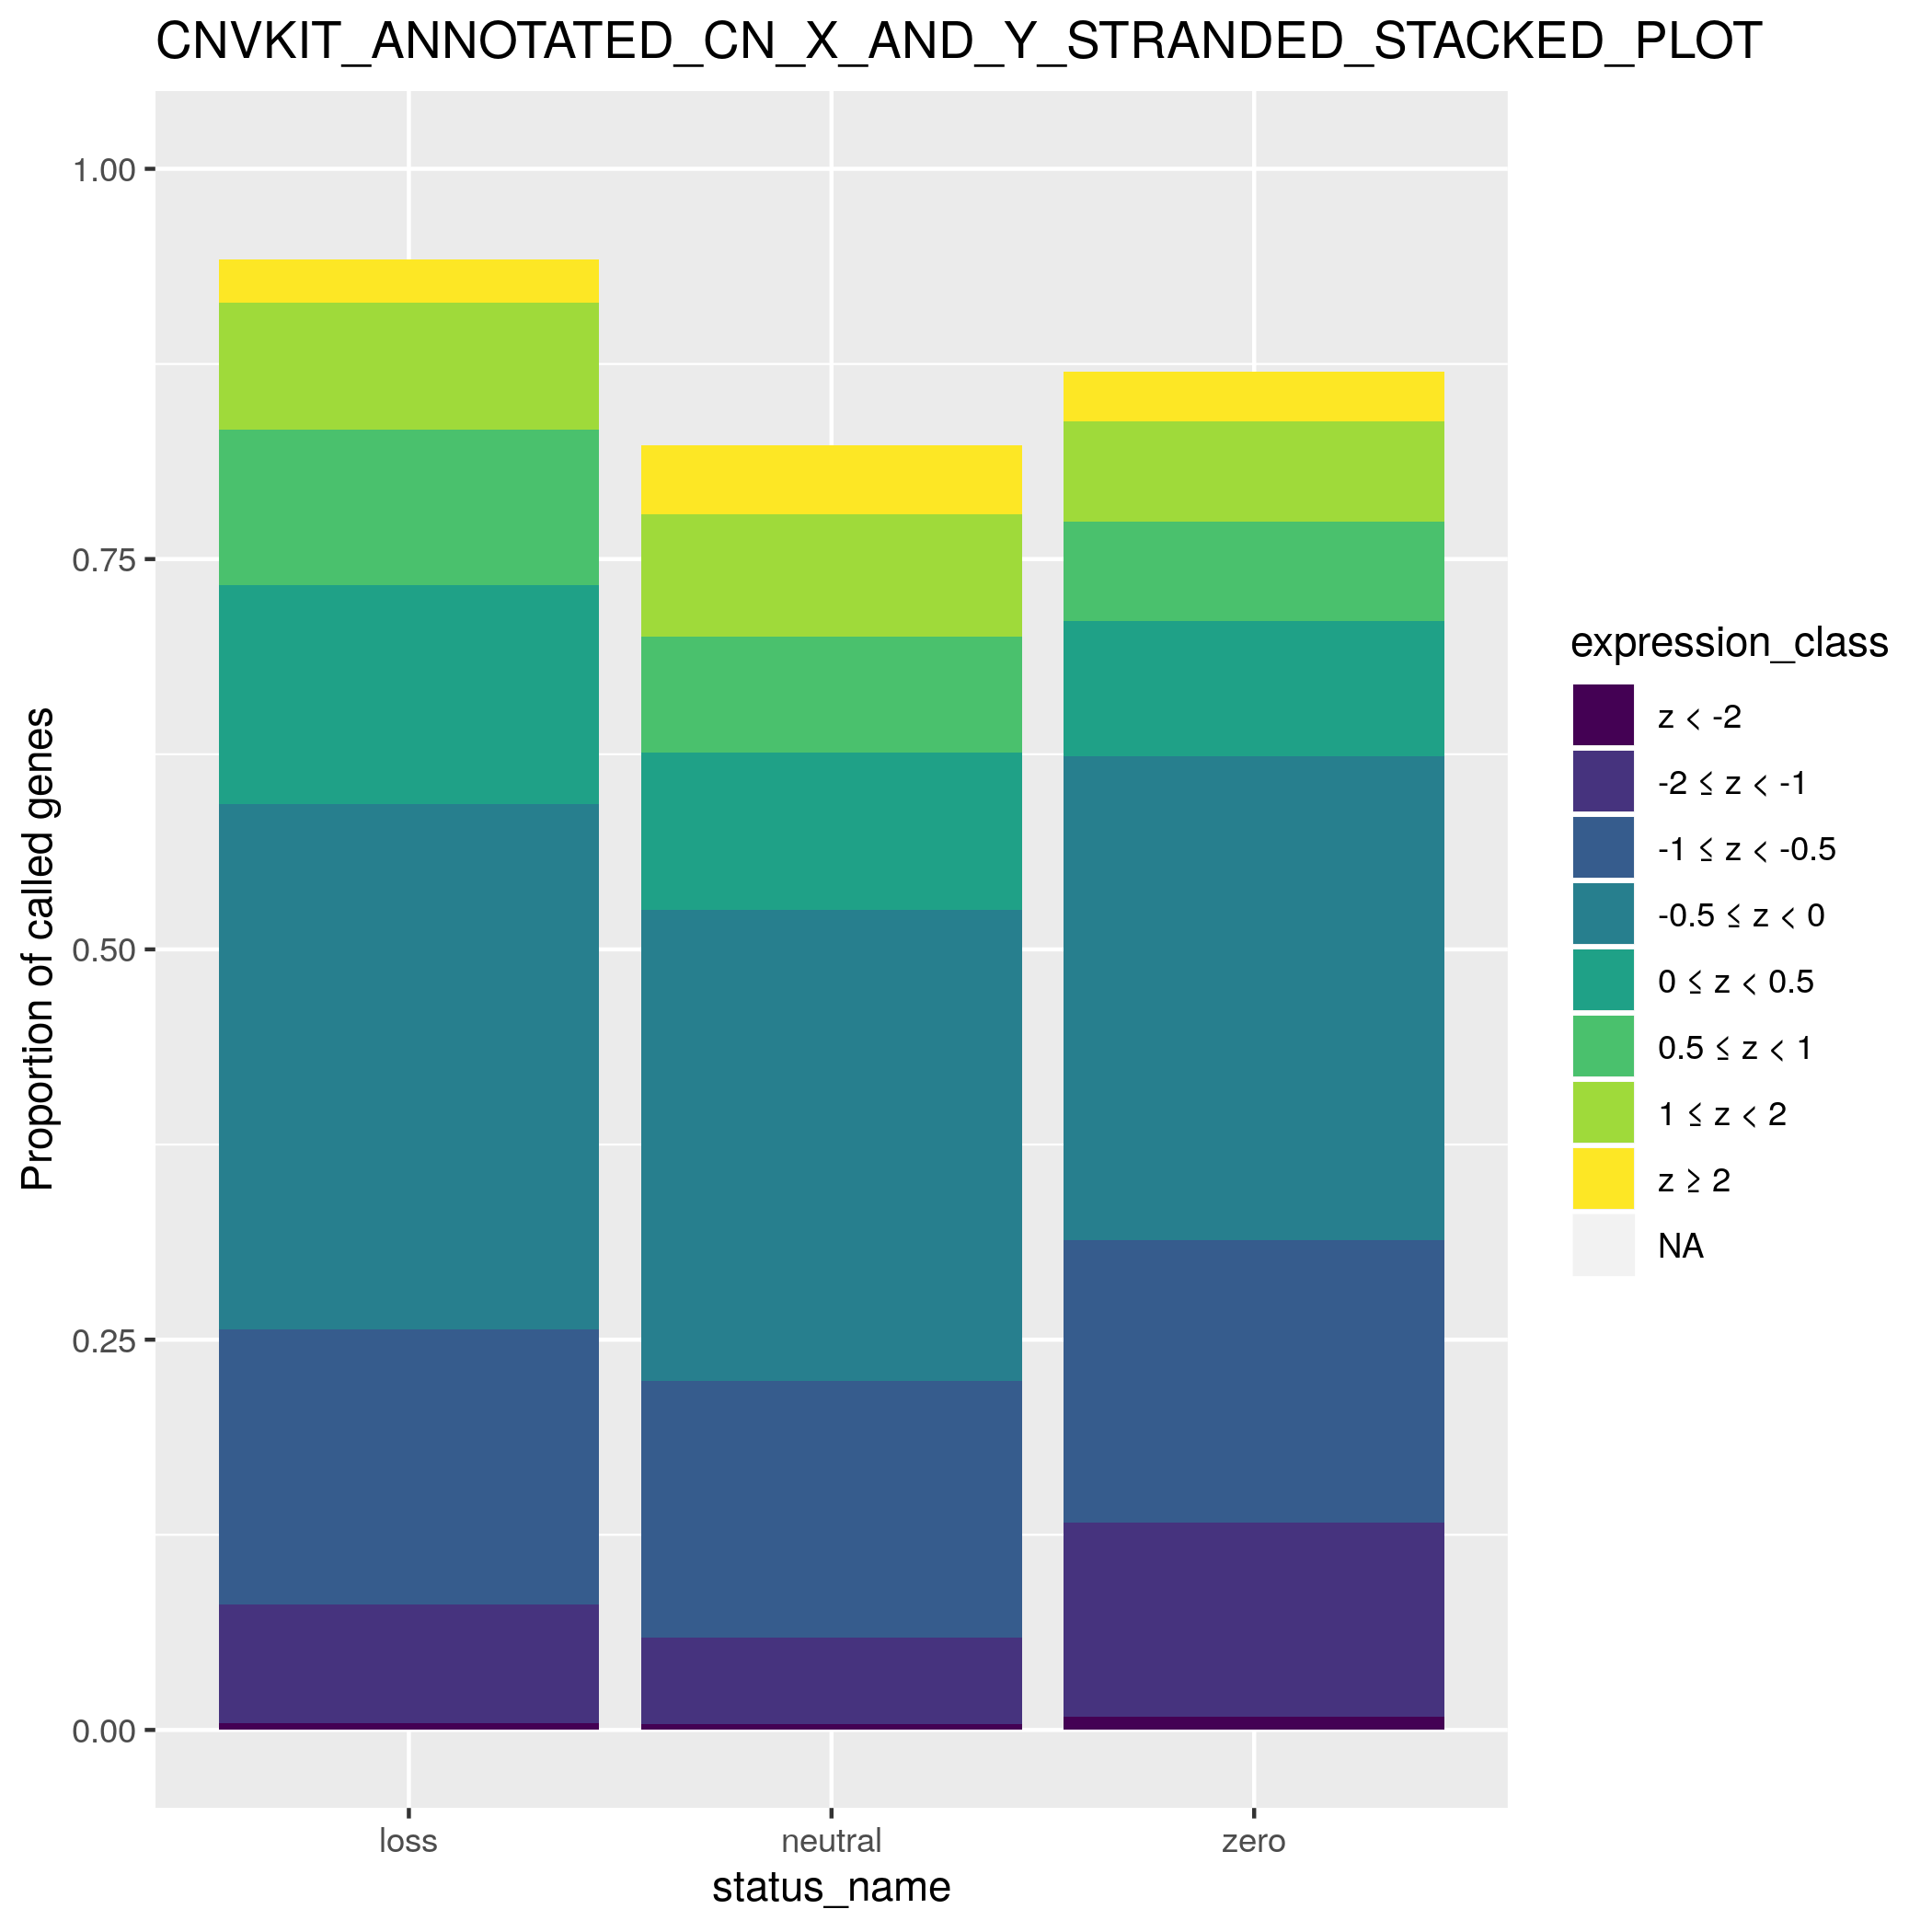 CNVKIT_ANNOTATED_CN_X_AND_Y_STRANDED_STACKED_PLOT
1.00
0.75
0.50
0.25
0.00
Proportion of called genes
loss
neutral
zero
status_name
expression_class
z < -2
-2 ≤ z < -1
-1 ≤ z < -0.5
-0.5 ≤ z < 0
0 ≤ z < 0.5
0.5 ≤ z < 1
1 ≤ z < 2
z ≥ 2
NA